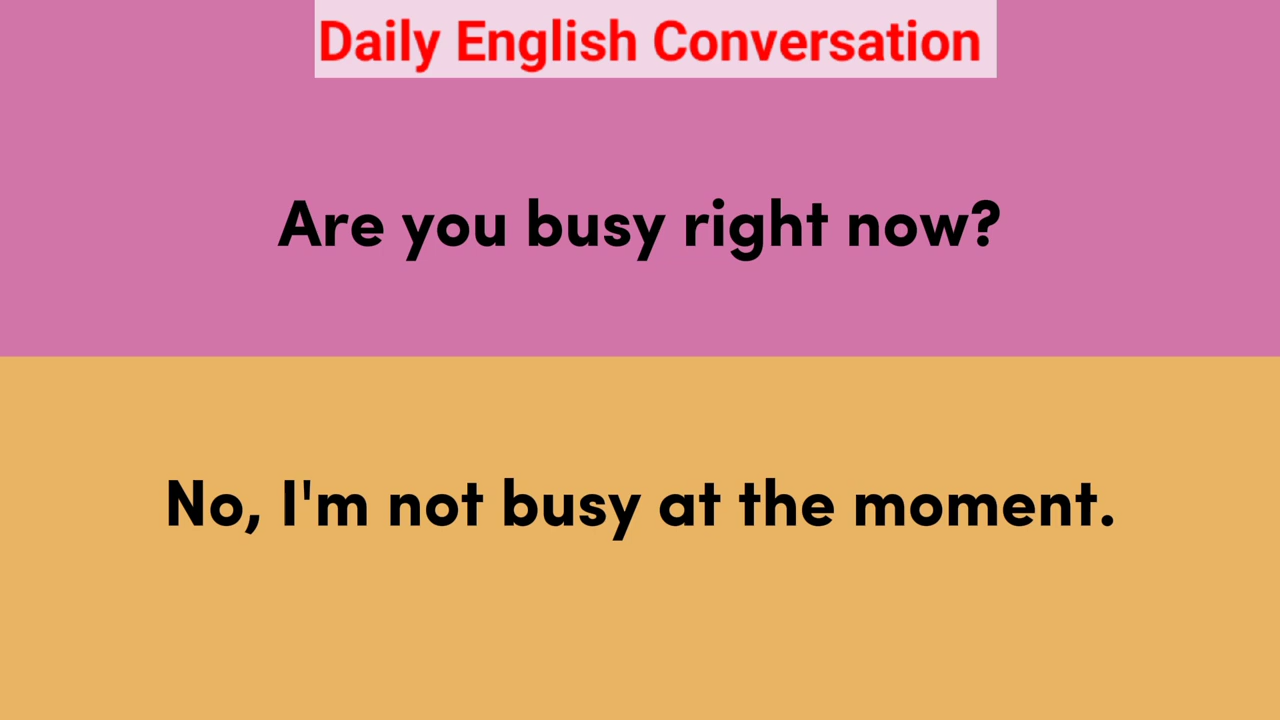 Daily English Conversation
Are you busy right now?
No, I'm not busy at the moment.